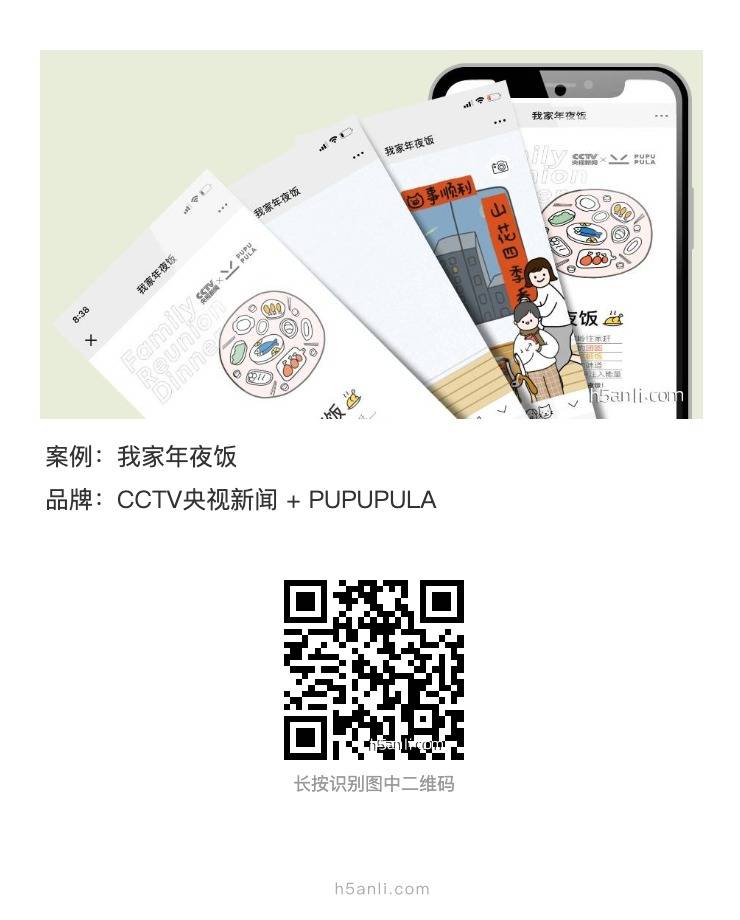 我家年夜饭
CCTV
央视新闻
×
PUPU
PULA
我家年夜饭
事顺利
山花四季
我家年夜饭
8:38
我家年夜饭
CCTV
央视新闻
×
PUPU
PULA
Family
Reunion
Dinner
饭
夜饭
h5anli.com
案例：我家年夜饭
品牌：CCTV央视新闻 + PUPUPULA
h5anli.com
长按识别图中二维码
h5anli.com